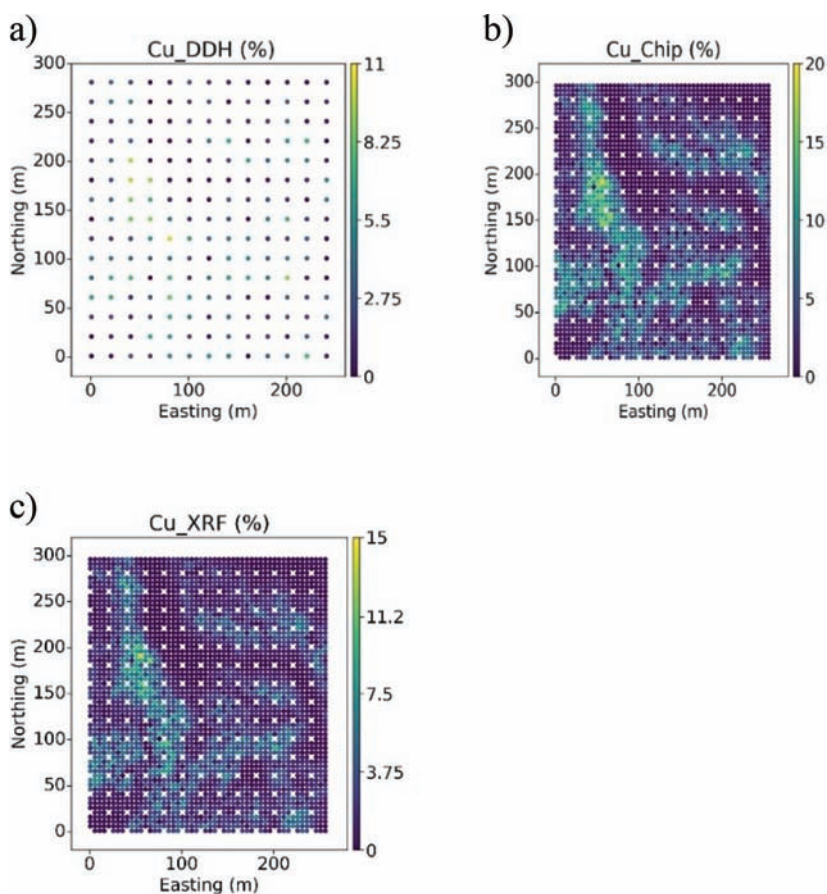 a)
Cu_DDH (%)
300
250
200
150
100
50
0
Northing (m)
0 100 200
Easting (m)
11
8.25
5.5
2.75
0
b)
Cu_Chip (%)
300
250
200
150
100
50
0
Northing (m)
0 100 200
Easting (m)
20
15
10
5
0
c)
Cu_XRF (%)
300
250
200
150
100
50
0
Northing (m)
0 100 200
Easting (m)
15
11.2
7.5
3.75
0